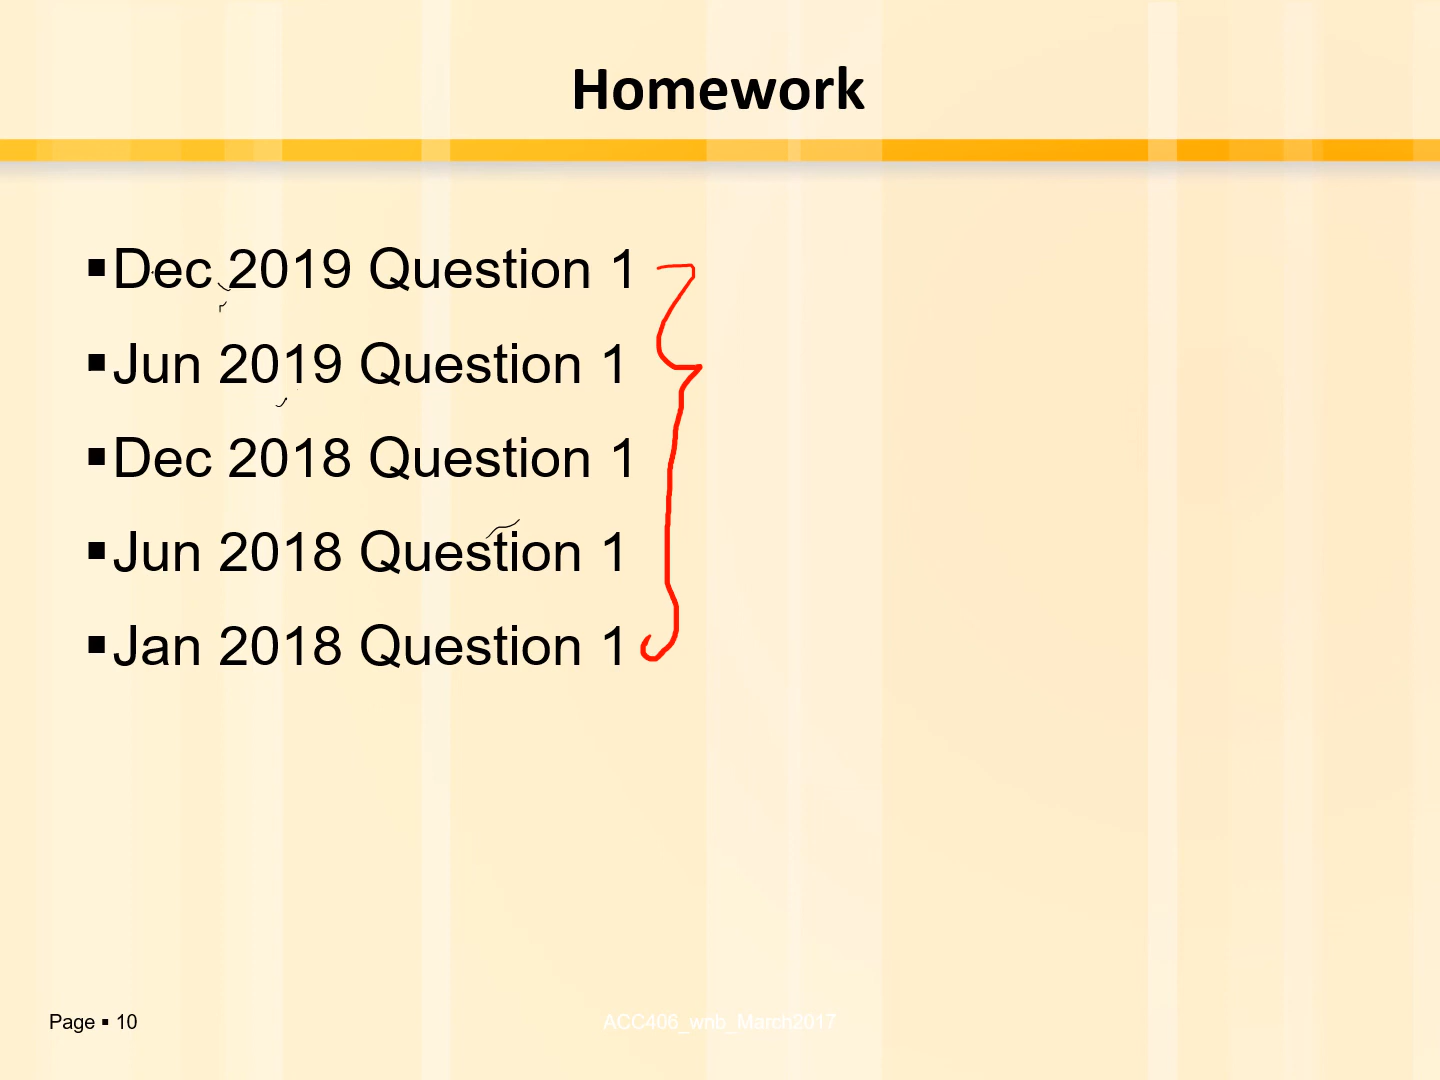 Homework
▪Dec 2019 Question 1
▪Jun 2019 Question 1
▪Dec 2018 Question 1
▪Jun 2018 Question 1
▪Jan 2018 Question 1
Page ▪ 10
ACC406_wnb_March2017